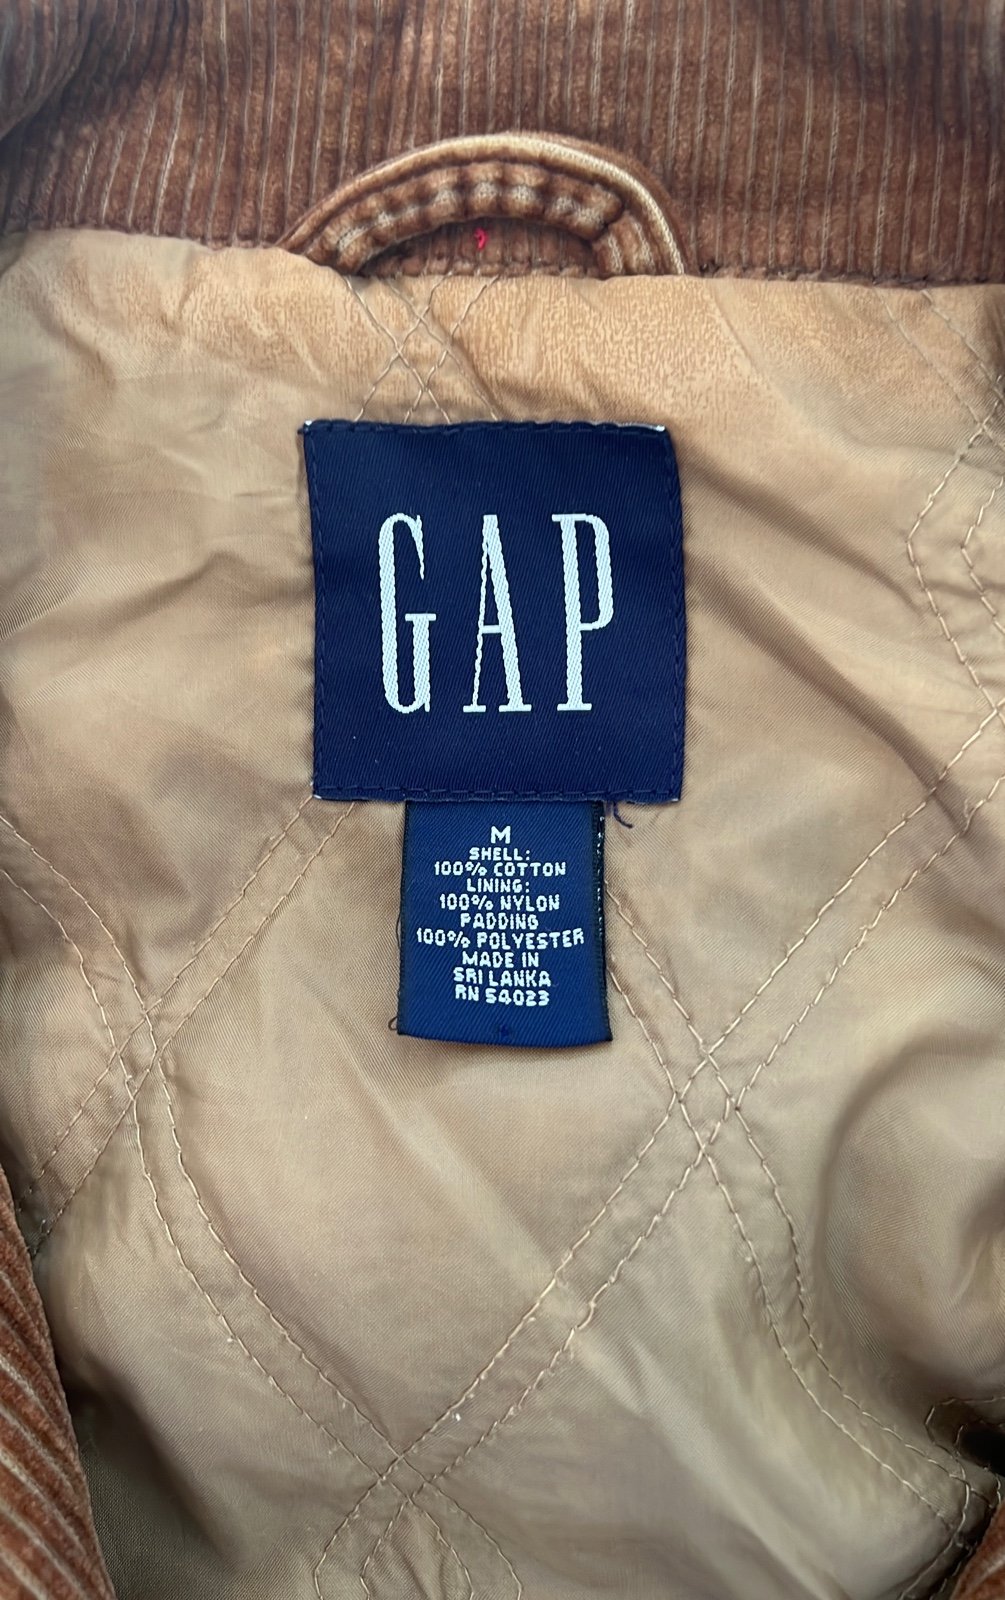 GAP
M
SHELL:
100% COTTON
LINING:
100% NYLON
PADDING
100% POLYESTER
MADE IN
SRI LANKA
RN 54023